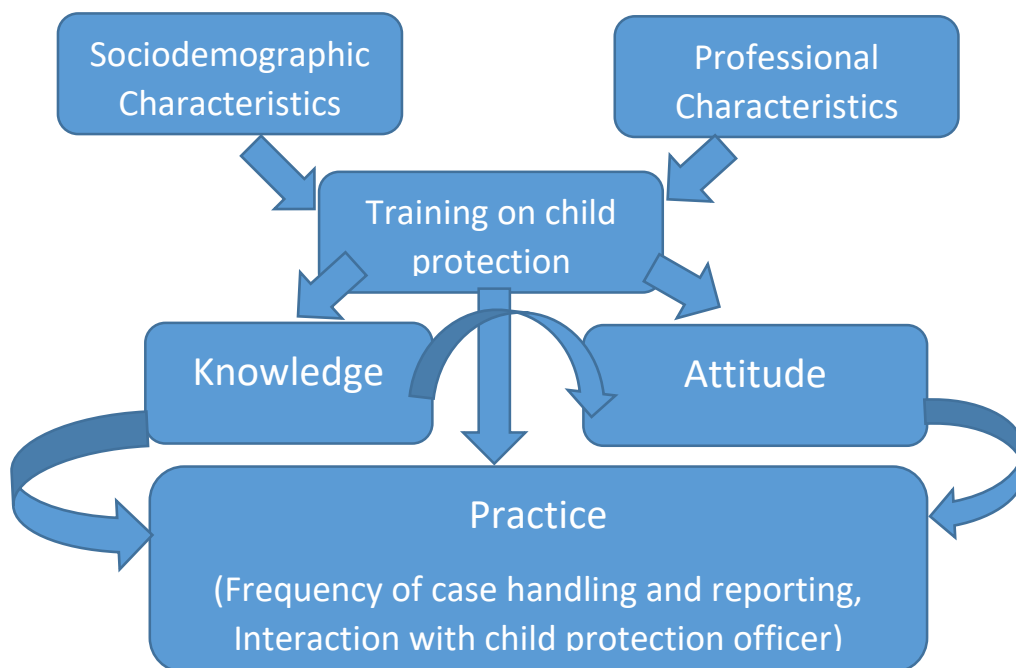 Sociodemographic
Characteristics
Professional
Characteristics
Training on child
protection
Knowledge
Attitude
Practice
(Frequency of case handling and reporting,
Interaction with child protection officer)